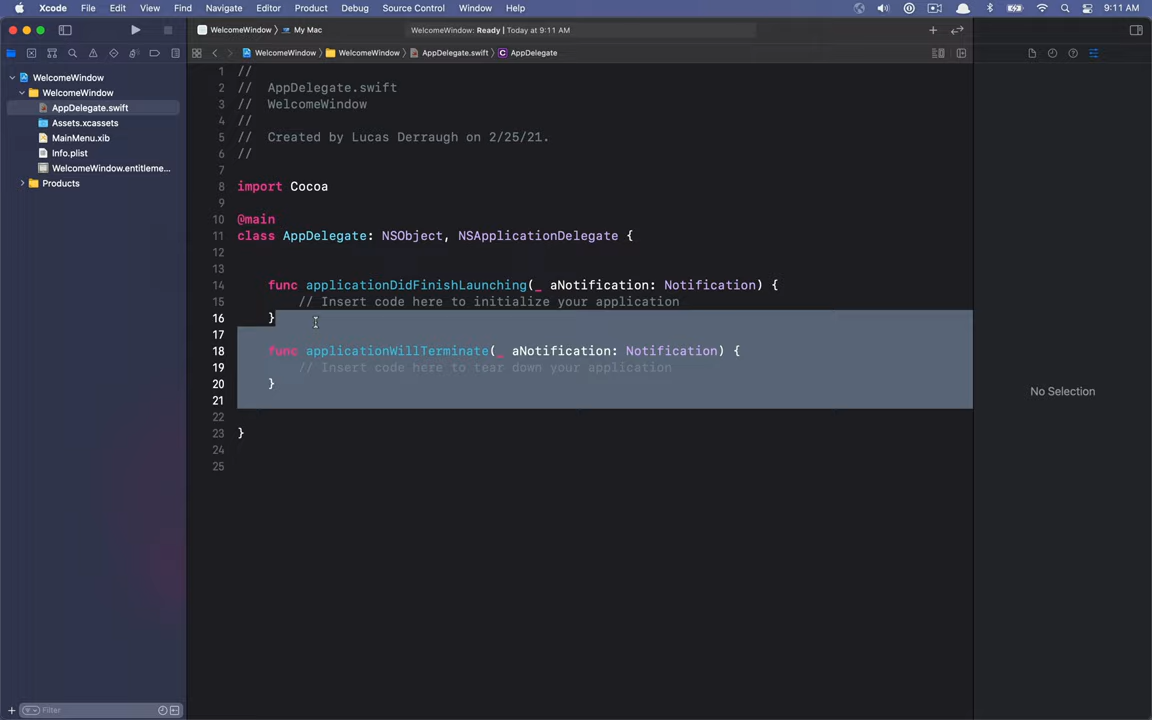 Xcode File Edit View Find Navigate Editor Product Debug Source Control Window Help 9:11 AM
WelcomeWindow My Mac WelcomeWindow: Ready | Today at 9:11 AM
WelcomeWindow WelcomeWindow AppDelegate.swift C AppDelegate
WelcomeWindow
WelcomeWindow
AppDelegate.swift
Assets.xcassets
MainMenu.xib
Info.plist
WelcomeWindow.entitleme...
Products
1 //
2 // AppDelegate.swift
3 // WelcomeWindow
4 //
5 // Created by Lucas Derraugh on 2/25/21.
6 //
7
8 import Cocoa
9
10 @main
11 class AppDelegate: NSObject, NSApplicationDelegate {
12
13
14 func applicationDidFinishLaunching(_ aNotification: Notification) {
15 // Insert code here to initialize your application
16 }
17
18 func applicationWillTerminate(_ aNotification: Notification) {
19 // Insert code here to tear down your application
20 }
21
22
23 }
24
25
No Selection
Filter